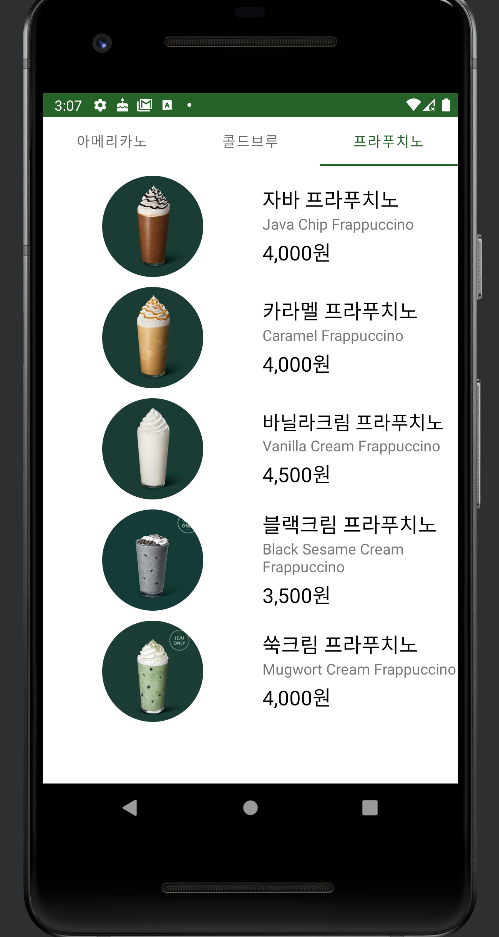 3:07
아메리카노 콜드브루 프라푸치노
자바 프라푸치노
Java Chip Frappuccino
4,000원
카라멜 프라푸치노
Caramel Frappuccino
4,000원
바닐라크림 프라푸치노
Vanilla Cream Frappuccino
4,500원
ONLY
블랙크림 프라푸치노
Black Sesame Cream
Frappuccino
3,500원
JEJU
ONLY
쑥크림 프라푸치노
Mugwort Cream Frappuccino
4,000원